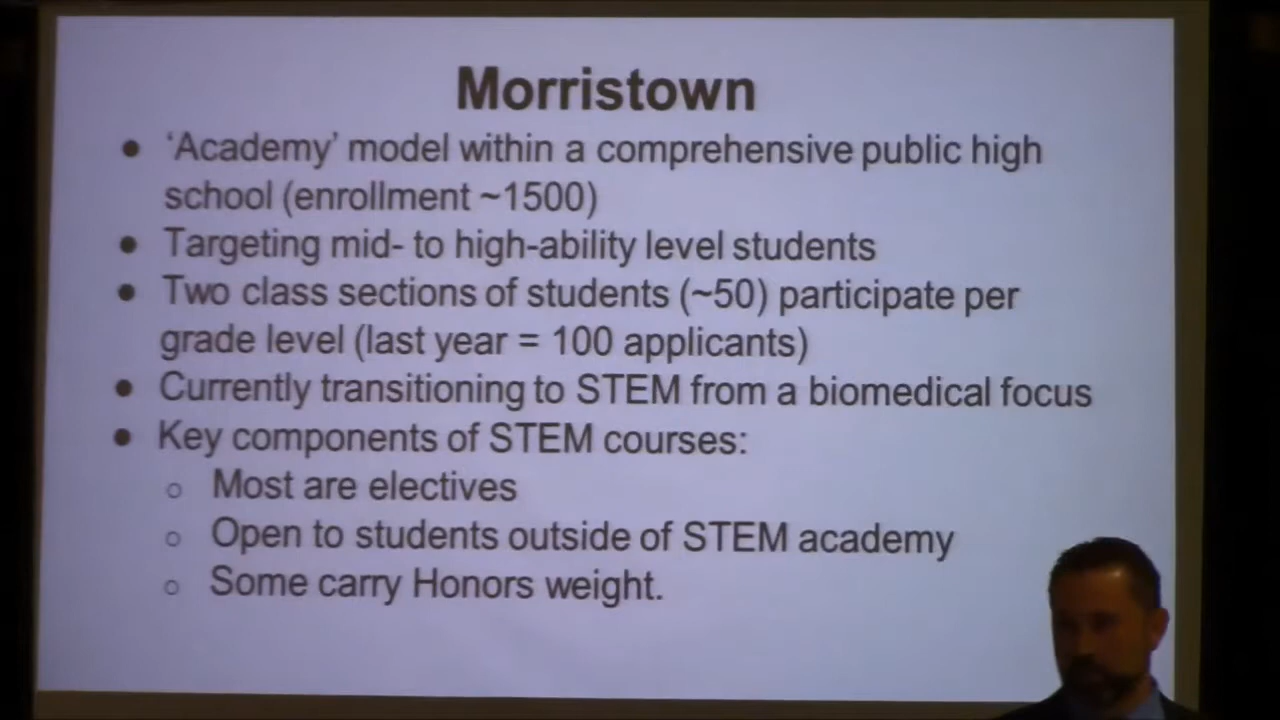 Morristown
● ‘Academy’ model within a comprehensive public high
school (enrollment ~1500)
● Targeting mid- to high-ability level students
● Two class sections of students (~50) participate per
grade level (last year = 100 applicants)
● Currently transitioning to STEM from a biomedical focus
● Key components of STEM courses:
○ Most are electives
○ Open to students outside of STEM academy
○ Some carry Honors weight.